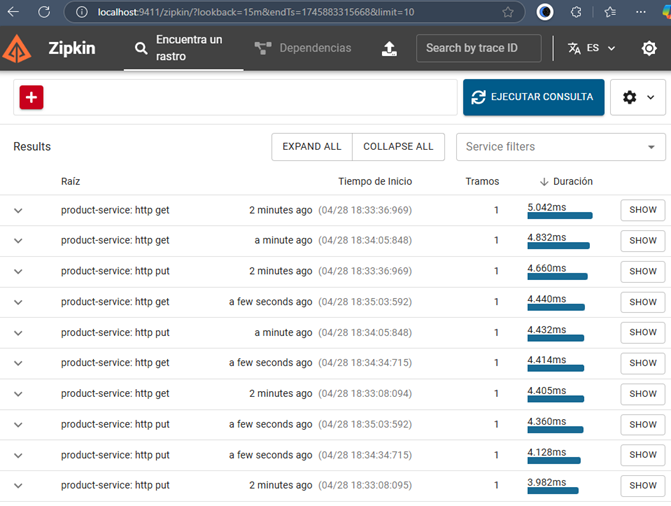 localhost:9411/zipkin/?lookback=15m&endTs=1745883315668&limit=10
Zipkin
Encuentra un
rastro
Dependencias
Search by trace ID
ES
EJECUTAR CONSULTA
Results
EXPAND ALL
COLLAPSE ALL
Service filters
Raíz Tiempo de Inicio Tramos Duración
product-service: http get 2 minutes ago (04/28 18:33:36:969) 1 5.042ms SHOW
product-service: http get a minute ago (04/28 18:34:05:848) 1 4.832ms SHOW
product-service: http put 2 minutes ago (04/28 18:33:36:969) 1 4.660ms SHOW
product-service: http get a few seconds ago (04/28 18:35:03:592) 1 4.440ms SHOW
product-service: http put a minute ago (04/28 18:34:05:848) 1 4.432ms SHOW
product-service: http get a few seconds ago (04/28 18:34:34:715) 1 4.414ms SHOW
product-service: http get 2 minutes ago (04/28 18:33:08:094) 1 4.405ms SHOW
product-service: http put a few seconds ago (04/28 18:35:03:592) 1 4.360ms SHOW
product-service: http put a few seconds ago (04/28 18:34:34:715) 1 4.128ms SHOW
product-service: http put 2 minutes ago (04/28 18:33:08:095) 1 3.982ms SHOW